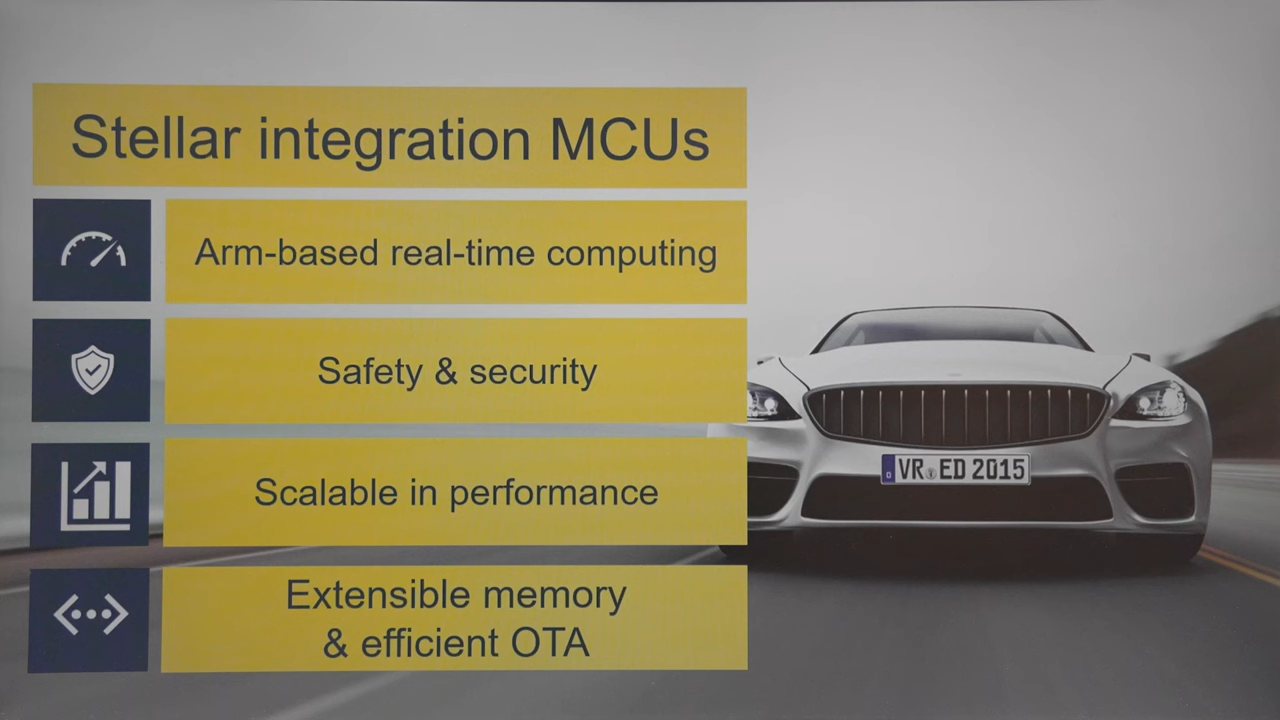 Stellar integration MCUs
Arm-based real-time computing
Safety & security
Scalable in performance
Extensible memory
& efficient OTA
D
VR ED 2015